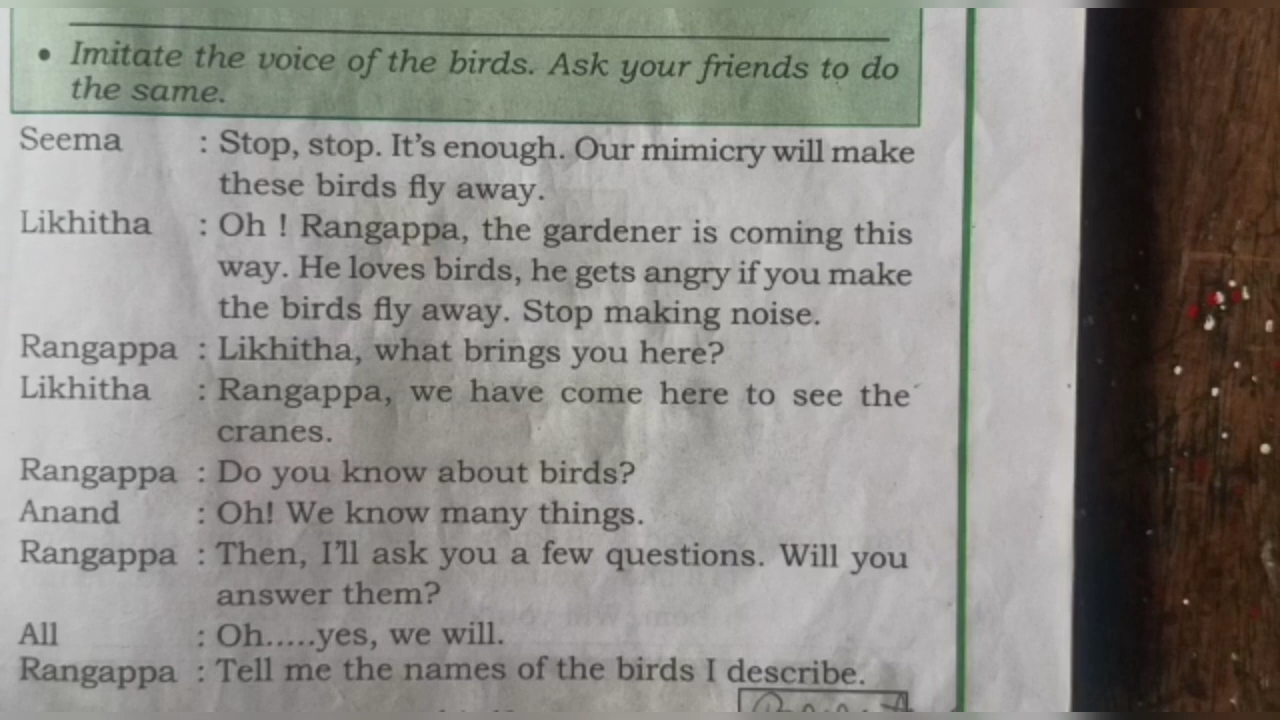 • Imitate the voice of the birds. Ask your friends to do
the same.
Seema : Stop, stop. It's enough. Our mimicry will make
these birds fly away.
Likhitha : Oh ! Rangappa, the gardener is coming this
way. He loves birds, he gets angry if you make
the birds fly away. Stop making noise.
Rangappa : Likhitha, what brings you here?
Likhitha : Rangappa, we have come here to see the
cranes.
Rangappa : Do you know about birds?
Anand : Oh! We know many things.
Rangappa : Then, I'll ask you a few questions. Will you
answer them?
All : Oh.....yes, we will.
Rangappa : Tell me the names of the birds I describe.